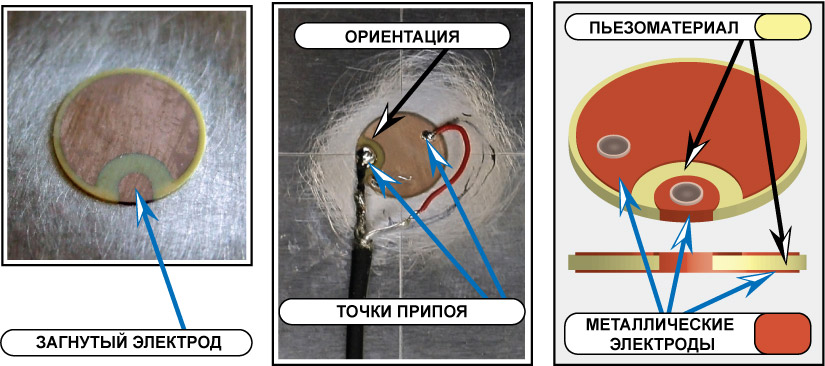 ОРИЕНТАЦИЯ
ПЬЕЗОМАТЕРИАЛ
ЗАГНУТЫЙ ЭЛЕКТРОД
ТОЧКИ ПРИПОЯ
МЕТАЛЛИЧЕСКИЕ
ЭЛЕКТРОДЫ